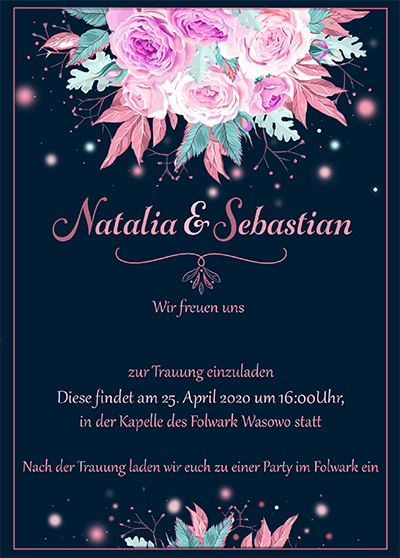 Natalia & Sebastian
Wir freuen uns
zur Trauung einzuladen
Diese findet am 25. April 2020 um 16:00Uhr,
in der Kapelle des Folwark Wasowo statt
Nach der Trauung laden wir euch zu einer Party im Folwark ein